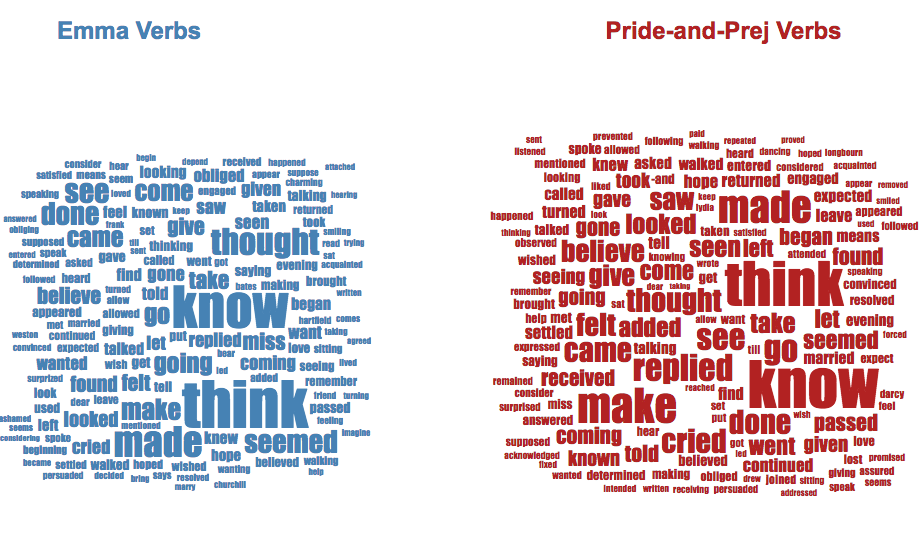 Emma Verbs
Pride-and-Prej Verbs
begin
consider hear looking depend received happened
satisfied means seem obliged appear suppose attached
speaking see loved come engaged given charming
talking hearing
done feel known keep saw taken returned
answered frank set give seen took
obliging came till thought smiling
supposed sent thinking read trying
entered speak gave called went got sat
determined asked find gone take saying evening acquainted
followed heard turned bates making brought
believe allow told know written
appeared allowed go began
met married hartfield comes
weston continued giving let put replied miss want taking
convinced expected talked love sitting agreed
wanted wish get going bear coming seeing lived
led
surprized found felt tell added remember
look dear leave think friend turning
used looked make passed
ashamed left mentioned feeling
seems cried made knew seemed imagine
considering spoke hope
beginning
became settled walked hoped wished believed walking
persuaded decided bring says resolved wanting help
marry churchill
sent prevented following paid repeated proved
listened spoke allowed walking heard dancing hoped longbourn
mentioned knew asked walked entered considered acquainted
looking liked took -and hope returned engaged appear removed
called gave saw keep made expected smiled
happened turned look lydia leave appeared
thinking talked gone looked taken satisfied used followed
observed believe tell seen left began means
wished knowing attended found
seeing give come wrote get think speaking
remember dear taking convinced
brought going sat thought resolved
help met felt added allow want take let evening
settled see seemed forced
expressed came talking till go
saying replied married expect
remained received reached know
consider make find darcy
surprised miss set feel
answered put done wish passed
supposed coming hear cried got went given love
acknowledged known told led
fixed believed continued lost promised
wanted determined making obliged drew joined sitting giving assured
intended written receiving persuaded addressed speak seems